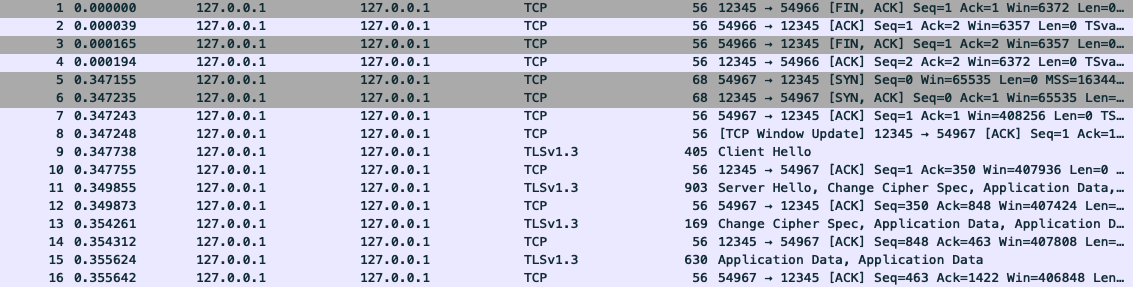 1 0.000000 127.0.0.1 127.0.0.1 TCP 56 12345 → 54966 [FIN, ACK] Seq=1 Ack=2 Win=6372 Len=0…
2 0.000039 127.0.0.1 127.0.0.1 TCP 56 54966 → 12345 [ACK] Seq=1 Ack=2 Win=6357 Len=0 TSva…
3 0.000165 127.0.0.1 127.0.0.1 TCP 56 54966 → 12345 [FIN, ACK] Seq=1 Ack=2 Win=6357 Len=0…
4 0.000194 127.0.0.1 127.0.0.1 TCP 56 12345 → 54966 [ACK] Seq=2 Ack=2 Win=6372 Len=0 TSva…
5 0.347155 127.0.0.1 127.0.0.1 TCP 68 54967 → 12345 [SYN] Seq=0 Win=65535 Len=0 MSS=16344…
6 0.347235 127.0.0.1 127.0.0.1 TCP 68 12345 → 54967 [SYN, ACK] Seq=0 Ack=1 Win=65535 Len=…
7 0.347243 127.0.0.1 127.0.0.1 TCP 56 54967 → 12345 [ACK] Seq=1 Ack=1 Win=408256 Len=0 TS…
8 0.347248 127.0.0.1 127.0.0.1 TCP 56 [TCP Window Update] 12345 → 54967 [ACK] Seq=1 Ack=1…
9 0.347738 127.0.0.1 127.0.0.1 TLSv1.3 405 Client Hello
10 0.347755 127.0.0.1 127.0.0.1 TCP 56 12345 → 54967 [ACK] Seq=1 Ack=350 Win=407936 Len=0 …
11 0.349855 127.0.0.1 127.0.0.1 TLSv1.3 903 Server Hello, Change Cipher Spec, Application Data,…
12 0.349873 127.0.0.1 127.0.0.1 TCP 56 54967 → 12345 [ACK] Seq=350 Ack=848 Win=407424 Len=…
13 0.354261 127.0.0.1 127.0.0.1 TLSv1.3 169 Change Cipher Spec, Application Data, Application D…
14 0.354312 127.0.0.1 127.0.0.1 TCP 56 12345 → 54967 [ACK] Seq=848 Ack=463 Win=407808 Len=…
15 0.355624 127.0.0.1 127.0.0.1 TLSv1.3 630 Application Data, Application Data
16 0.355642 127.0.0.1 127.0.0.1 TCP 56 54967 → 12345 [ACK] Seq=463 Ack=1422 Win=406848 Len…